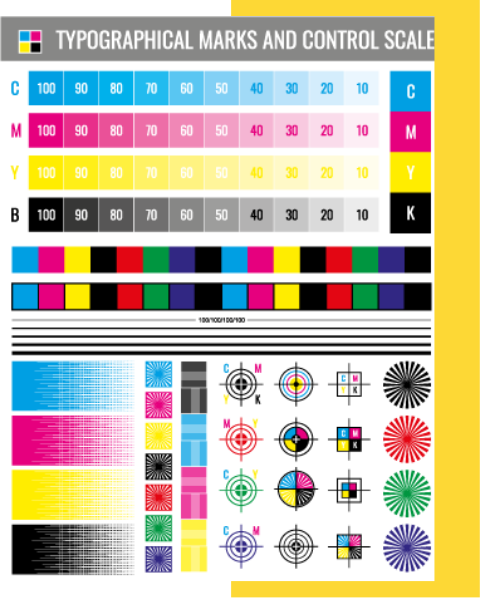 TYPOGRAPHICAL MARKS AND CONTROL SCALE
C 100 90 80 70 60 50 40 30 20 10 C
M 100 90 80 70 60 50 40 30 20 10 M
Y 100 90 80 70 60 50 40 30 20 10 Y
B 100 90 80 70 60 50 40 30 20 10 K
100/100/100/100
C M
Y K
C M
Y K
M Y
C M
Y K
C Y
C M